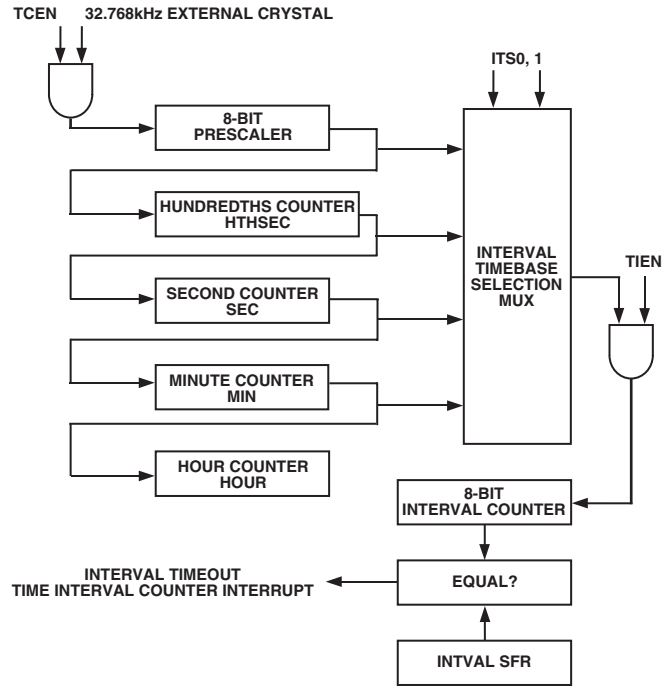 TCEN 32.768kHz EXTERNAL CRYSTAL
ITS0, 1
8-BIT
PRESCALER
HUNDREDTHS COUNTER
HTHSEC
INTERVAL
TIMEBASE
SELECTION
MUX
TIEN
SECOND COUNTER
SEC
MINUTE COUNTER
MIN
HOUR COUNTER
HOUR
8-BIT
INTERVAL COUNTER
INTERVAL TIMEOUT
TIME INTERVAL COUNTER INTERRUPT
EQUAL?
INTVAL SFR